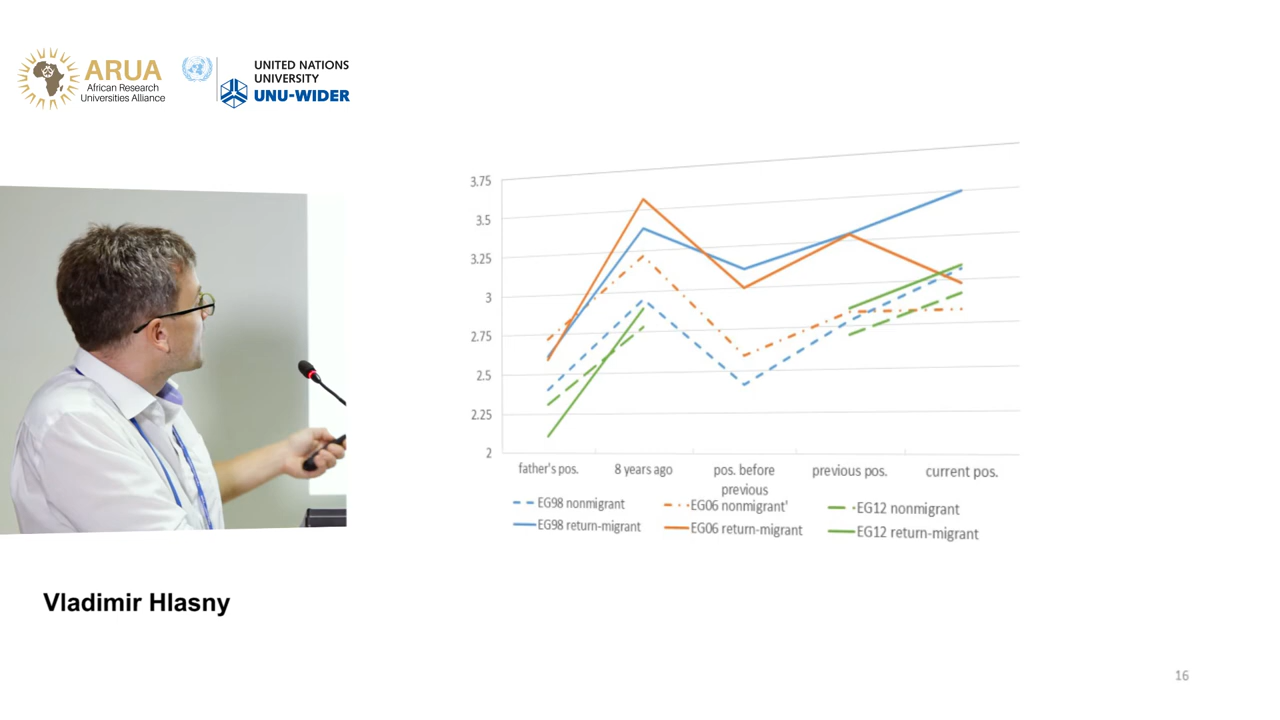 ARUA
African Research
Universities Alliance
UNITED NATIONS
UNIVERSITY
UNU-WIDER
3.75
3.5
3.25
3
2.75
2.5
2.25
2
father's pos.
8 years ago
pos. before
previous
previous pos.
current pos.
EG98 nonmigrant
EG06 nonmigrant'
EG12 nonmigrant
EG98 return-migrant
EG06 return-migrant
EG12 return-migrant
Vladimir Hlasny
16